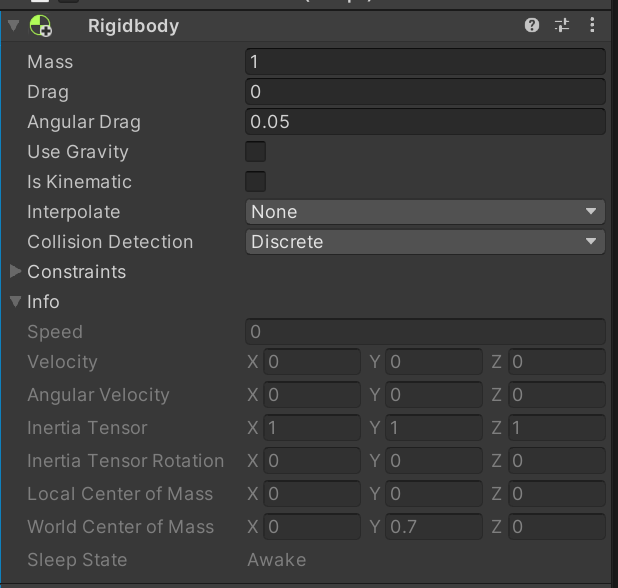 Rigidbody
Mass 1
Drag 0
Angular Drag 0.05
Use Gravity
Is Kinematic
Interpolate None
Collision Detection Discrete
Constraints
Info
Speed 0
Velocity X 0 Y 0 Z 0
Angular Velocity X 0 Y 0 Z 0
Inertia Tensor X 1 Y 1 Z 1
Inertia Tensor Rotation X 0 Y 0 Z 0
Local Center of Mass X 0 Y 0 Z 0
World Center of Mass X 0 Y 0.7 Z 0
Sleep State Awake